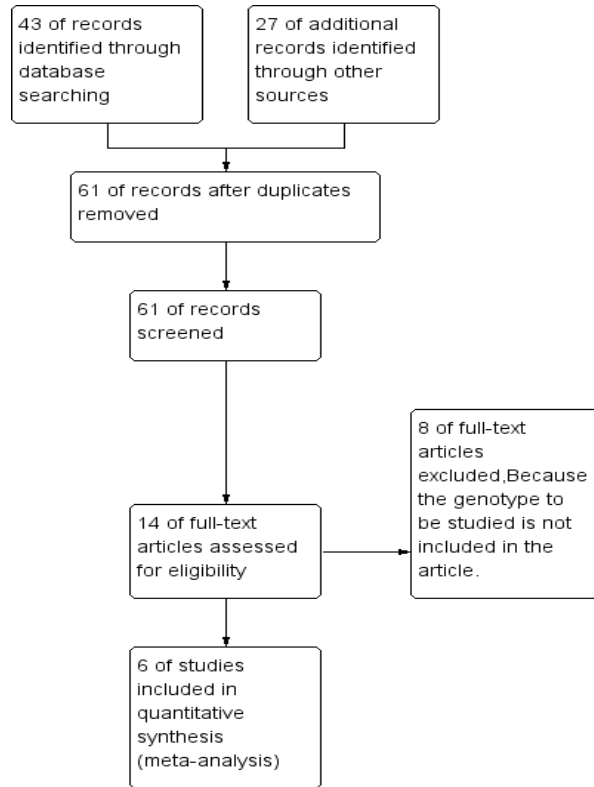 43 of records
identified through
database
searching
27 of additional
records identified
through other
sources
61 of records after duplicates
removed
61 of records
screened
8 of full-text
articles
excluded,Because
the genotype to
be studied is not
included in the
article.
14 of full-text
articles assessed
for eligibility
6 of studies
included in
quantitative
synthesis
(meta-analysis)